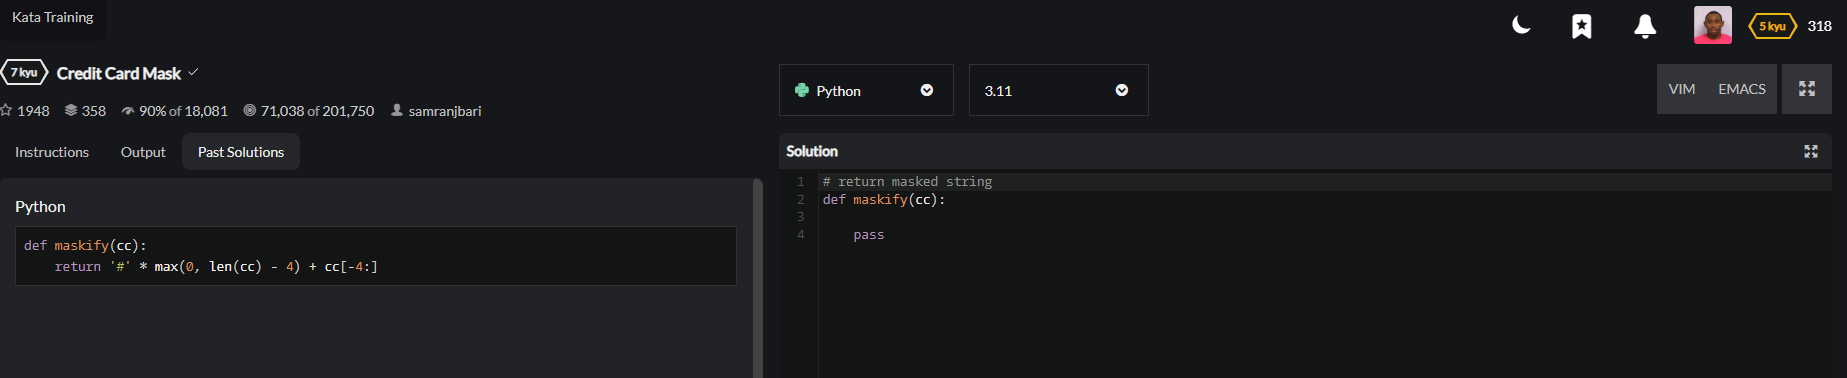 Kata Training
5 kyu 318
7 kyu Credit Card Mask
1948 358 90% of 18,081 71,038 of 201,750 samranjbari
Instructions Output Past Solutions
Python
def maskify(cc):
    return '#' * max(0, len(cc) - 4) + cc[-4:]
Python 3.11 VIM EMACS
Solution
1 # return masked string
2 def maskify(cc):
3
4     pass